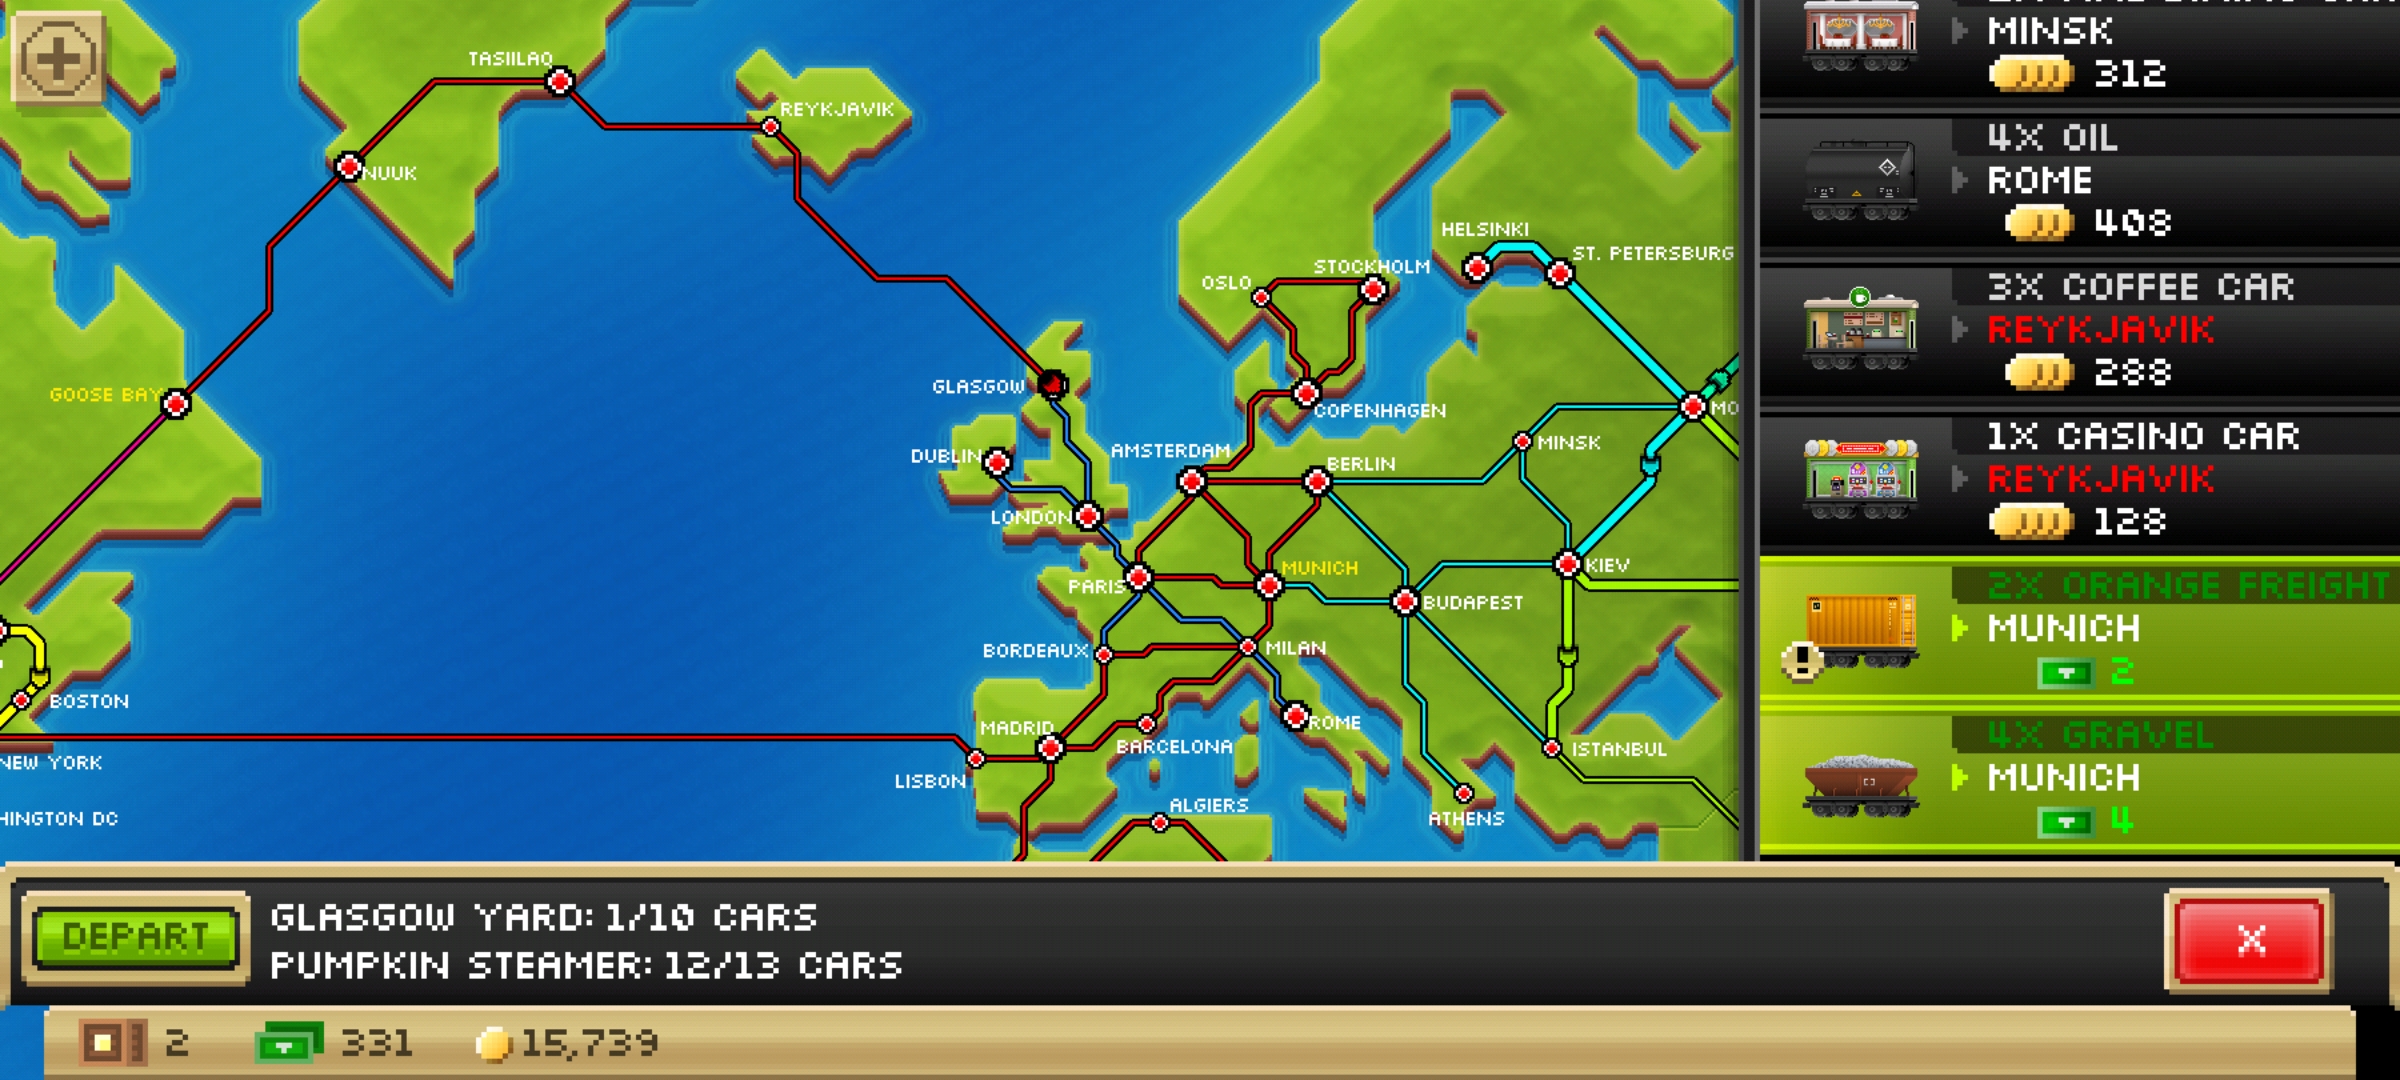 TASIILAQ
REYKJAVIK
NUUK
HELSINKI
ST. PETERSBURG
STOCKHOLM
OSLO
GLASGOW
GOOSE BAY
MO
COPENHAGEN
MINSK
AMSTERDAM
DUBLIN
BERLIN
LONDON
KIEV
MUNICH
PARIS
BUDAPEST
BORDEAUX
MILAN
BOSTON
ROME
MADRID
BARCELONA
ISTANBUL
NEW YORK
LISBON
ALGIERS
HINGTON DC
ATHENS
MINSK
312
4X OIL
ROME
408
3X COFFEE CAR
REYKJAVIK
288
1X CASINO CAR
REYKJAVIK
128
2X ORANGE FREIGHT
MUNICH
2
4X GRAVEL
MUNICH
4
DEPART
GLASGOW YARD: 1/10 CARS
PUMPKIN STEAMER: 12/13 CARS
X
2 331 15,739